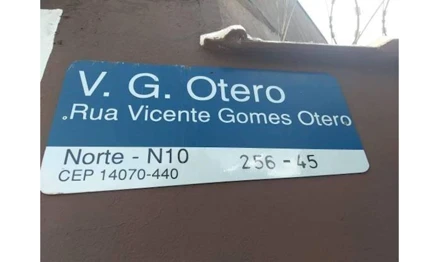 V. G. Otero
Rua Vicente Gomes Otero
Norte - N10 256 - 45
CEP 14070-440